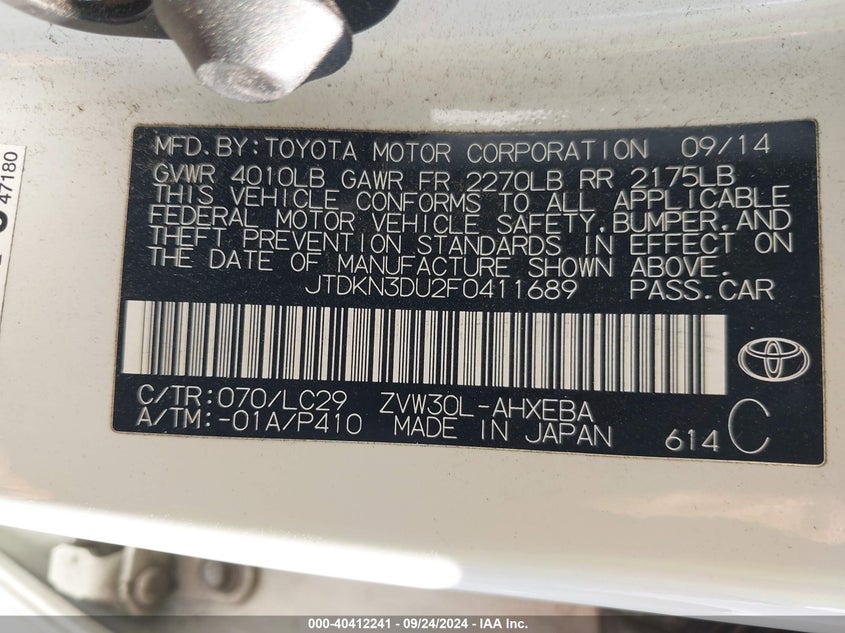 MFD. BY: TOYOTA MOTOR CORPORATION 09/14
GVWR 4010LB GAWR FR 2270LB RR 2175LB
THIS VEHICLE CONFORMS TO ALL APPLICABLE
FEDERAL MOTOR VEHICLE SAFETY, BUMPER, AND
THEFT PREVENTION STANDARDS IN EFFECT ON
THE DATE OF MANUFACTURE SHOWN ABOVE.
JTDKN3DU2F0411689 PASS. CAR
C/TR: 070/LC29 ZVW30L-AHXEBA
A/TM: -01A/P410 MADE IN JAPAN 614 C
47180
000-40412241 - 09/24/2024 - IAA Inc.